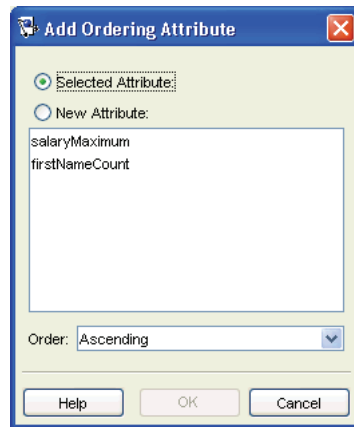 Add Ordering Attribute
Selected Attribute:
New Attribute:
salaryMaximum
firstNameCount
Order: Ascending
Help OK Cancel